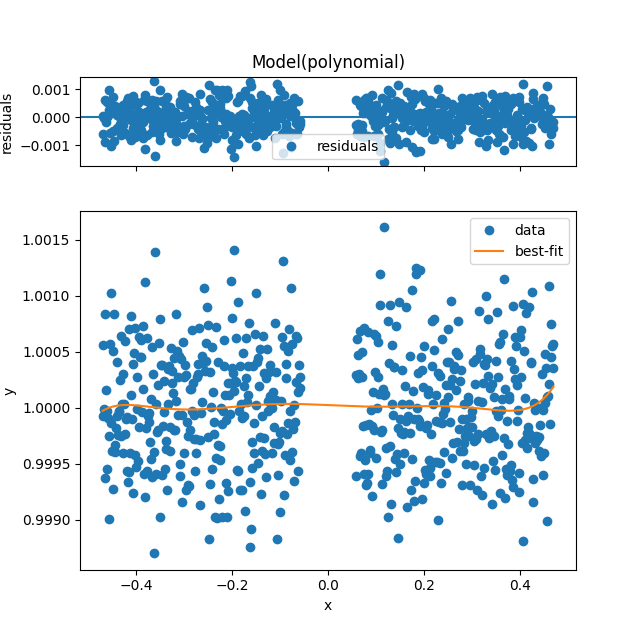 Model(polynomial)
residuals
0.001
0.000
−0.001
residuals
y
1.0015
1.0010
1.0005
1.0000
0.9995
0.9990
data
best-fit
−0.4
−0.2
0.0
0.2
0.4
x